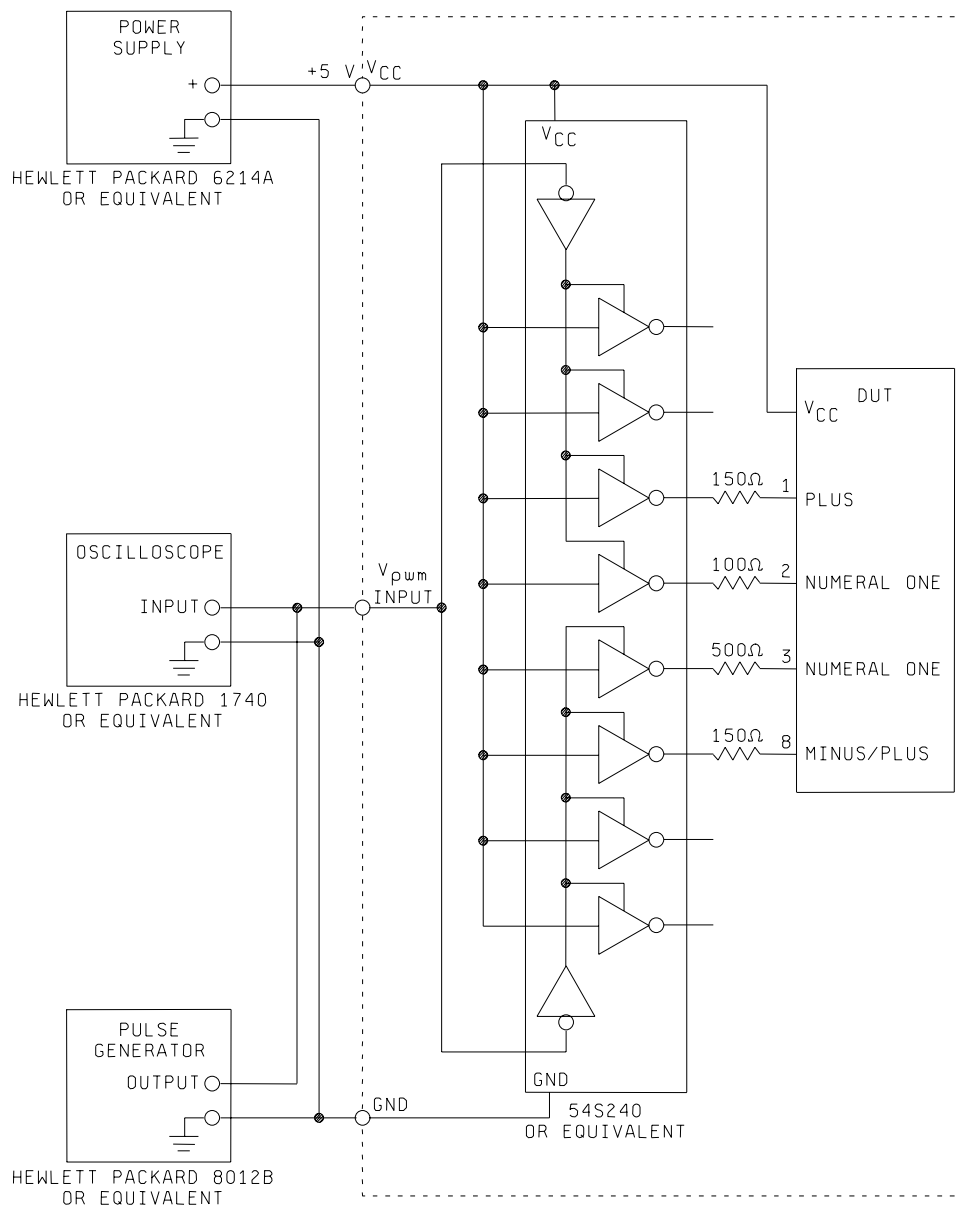 POWER
SUPPLY
+
+5 V
VCC
HEWLETT PACKARD 6214A
OR EQUIVALENT
VCC
DUT
VCC
150Ω
1
PLUS
OSCILLOSCOPE
INPUT
Vpwm
INPUT
100Ω
2
NUMERAL ONE
500Ω
3
NUMERAL ONE
HEWLETT PACKARD 1740
OR EQUIVALENT
150Ω
8
MINUS/PLUS
PULSE
GENERATOR
OUTPUT
GND
GND
54S240
OR EQUIVALENT
HEWLETT PACKARD 8012B
OR EQUIVALENT